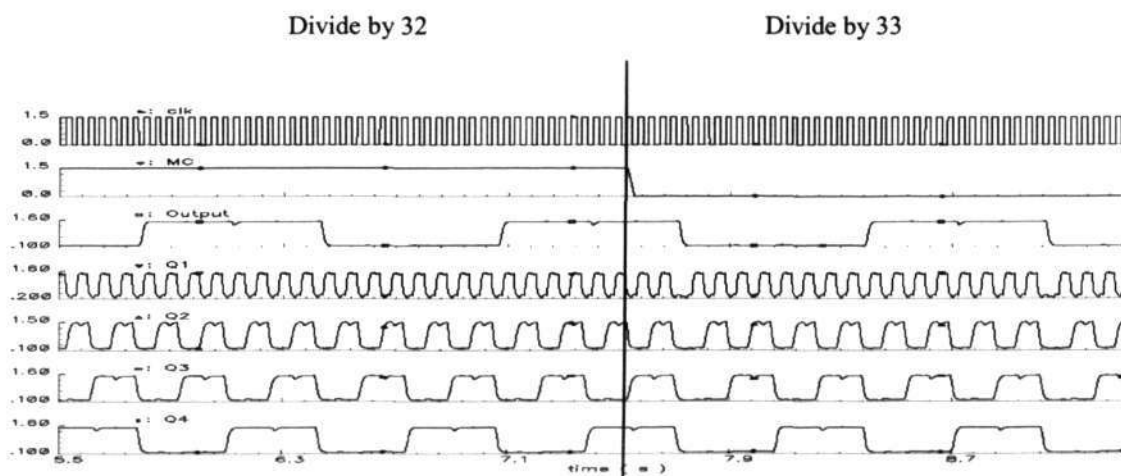 Divide by 32
Divide by 33
1.5
0.0
: clk
1.5
0.0
: MC
1.60
.100
: Output
1.60
.200
: Q1
1.50
.100
: Q2
1.60
.100
: Q3
1.60
.100
: Q4
5.5
6.3
7.1
7.9
8.7
time ( s )